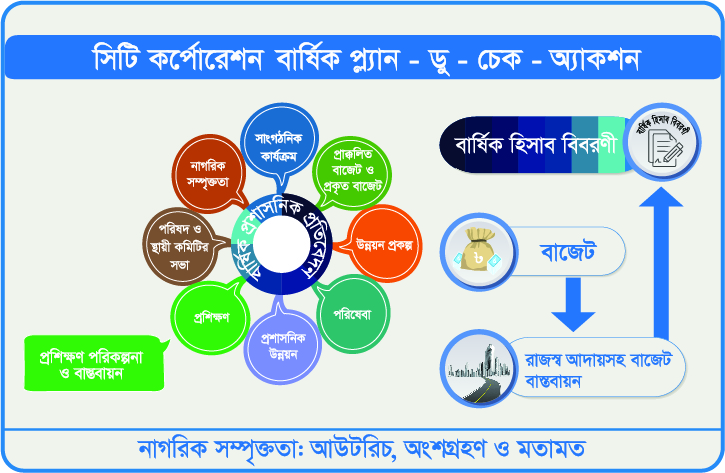 সিটি কর্পোরেশন বার্ষিক প্ল্যান - ডু - চেক - অ্যাকশন
সাংগঠনিক
কার্যক্রম
প্রাক্কলিত
বাজেট ও
প্রকৃত বাজেট
উন্নয়ন প্রকল্প
পরিষেবা
প্রশাসনিক
উন্নয়ন
প্রশিক্ষণ
পরিষদ ও
স্থায়ী কমিটির
সভা
নাগরিক
সম্পৃক্ততা
বার্ষিক প্রশাসনিক প্রতিবেদন
প্রশিক্ষণ পরিকল্পনা
ও বাস্তবায়ন
বার্ষিক হিসাব বিবরণী
বার্ষিক হিসাব বিবরণী
৳
বাজেট
রাজস্ব আদায়সহ বাজেট
বাস্তবায়ন
নাগরিক সম্পৃক্ততা: আউটরিচ, অংশগ্রহণ ও মতামত